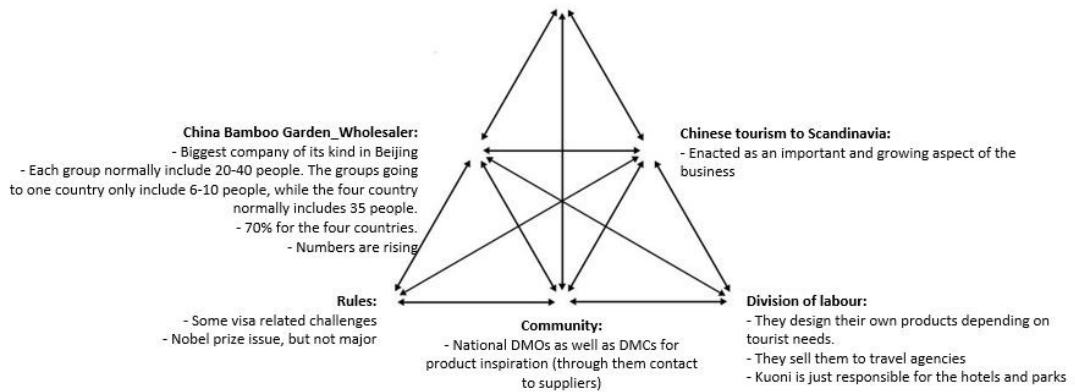 China Bamboo Garden_Wholesaler:
- Biggest company of its kind in Beijing
- Each group normally include 20-40 people. The groups going
to one country only include 6-10 people, while the four country
normally includes 35 people.
- 70% for the four countries.
- Numbers are rising
Chinese tourism to Scandinavia:
- Enacted as an important and growing aspect of the
business
Rules:
- Some visa related challenges
- Nobel prize issue, but not major
Community:
- National DMOs as well as DMCs for
product inspiration (through them contact
to suppliers)
Division of labour:
- They design their own products depending on
tourist needs.
- They sell them to travel agencies
- Kuoni is just responsible for the hotels and parks